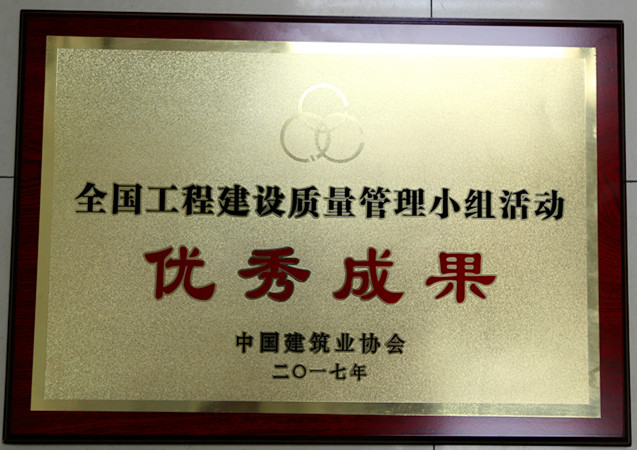 全国工程建设质量管理小组活动
优秀成果
中国建筑业协会
二〇一七年